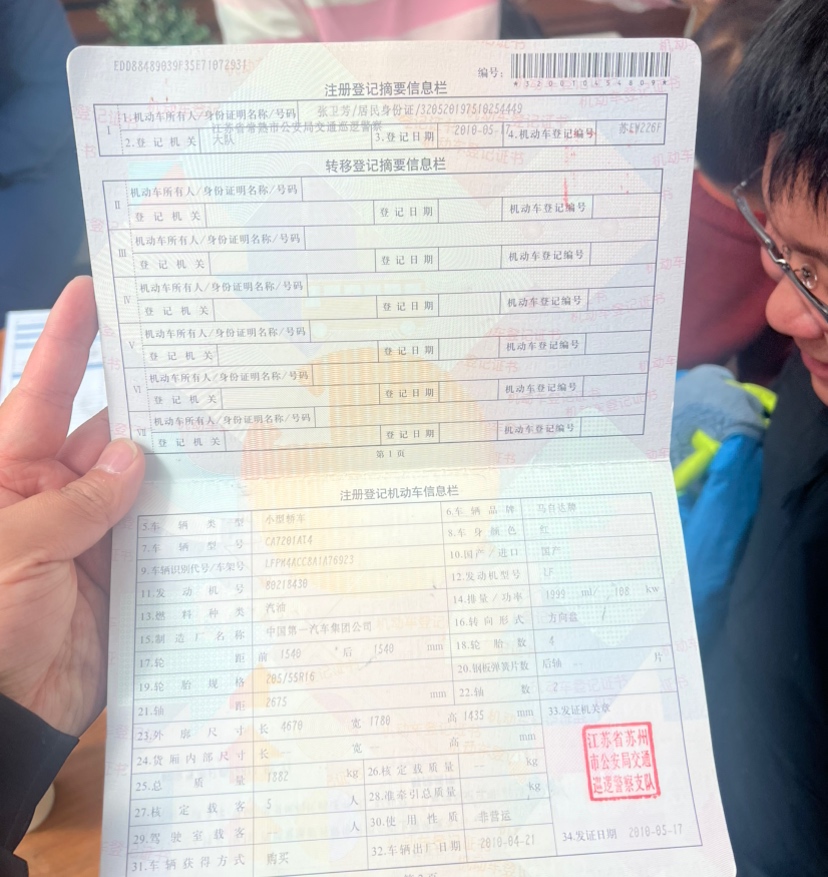 EDD88489039F35E71072931
编号:
*320010454808*
注册登记摘要信息栏
I 1.机动车所有人/身份证明名称/号码 张卫芳/居民身份证/320520197510254449
2.登记机关 江苏省常熟市公安局交通巡逻警察大队 3.登记日期 2010-05-17 4.机动车登记编号 苏EW226F
转移登记摘要信息栏
II 机动车所有人/身份证明名称/号码
登记机关 登记日期 机动车登记编号
III 机动车所有人/身份证明名称/号码
登记机关 登记日期 机动车登记编号
IV 机动车所有人/身份证明名称/号码
登记机关 登记日期 机动车登记编号
V 机动车所有人/身份证明名称/号码
登记机关 登记日期 机动车登记编号
VI 机动车所有人/身份证明名称/号码
登记机关 登记日期 机动车登记编号
VII 机动车所有人/身份证明名称/号码
登记机关 登记日期 机动车登记编号
第1页
注册登记机动车信息栏
5.车辆类型 小型轿车 6.车辆品牌 马自达牌
7.车辆型号 CA7201AT4 8.车身颜色 红
9.车辆识别代号/车架号 LFPM4ACC8A1A76923 10.国产/进口 国产
11.发动机号 80218430 12.发动机型号 LF
13.燃料种类 汽油 14.排量/功率 1999 ml/ 108 kw
15.制造厂名称 中国第一汽车集团公司 16.转向形式 方向盘
17.轮距 前 1540 后 1540 mm 18.轮胎数 4
19.轮胎规格 205/55R16 20.钢板弹簧片数 后轴 -- 片
21.轴距 2675 mm 22.轴数 2
23.外廓尺寸 长 4670 宽 1780 高 1435 mm 33.发证机关章
24.货厢内部尺寸 长 -- 宽 -- 高 mm
25.总质量 1882 kg 26.核定载质量 -- kg
27.核定载客 5 人 28.准牵引总质量 kg
29.驾驶室载客 -- 人 30.使用性质 非营运
31.车辆获得方式 购买 32.车辆出厂日期 2010-04-21 34.发证日期 2010-05-17
江苏省苏州
市公安局交通
巡逻警察支队